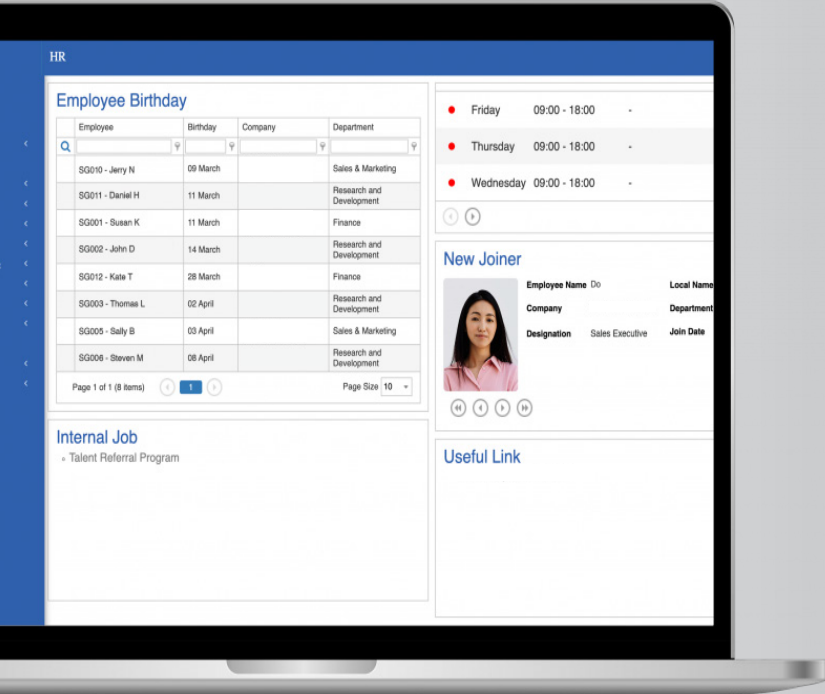 HR
Employee Birthday
Employee Birthday Company Department
SG010 - Jerry N 09 March Sales & Marketing
SG011 - Daniel H 11 March Research and
Development
SG001 - Susan K 11 March Finance
SG002 - John D 14 March Research and
Development
SG012 - Kate T 28 March Finance
SG003 - Thomas L 02 April Research and
Development
SG005 - Sally B 03 April Sales & Marketing
SG006 - Steven M 08 April Research and
Development
Page 1 of 1 (8 items) 1 Page Size 10
Internal Job
Talent Referral Program
Friday 09:00 - 18:00 -
Thursday 09:00 - 18:00 -
Wednesday 09:00 - 18:00 -
New Joiner
Employee Name Do Local Name
Company Department
Designation Sales Executive Join Date
Useful Link